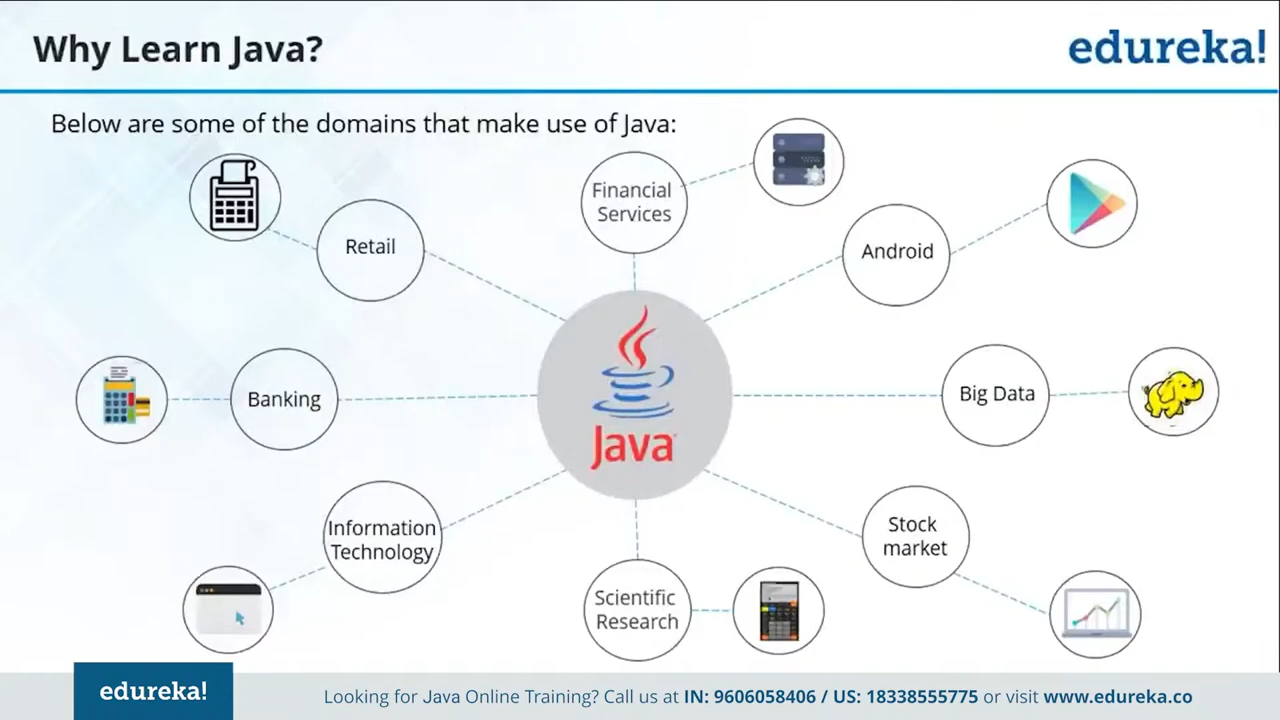 Why Learn Java?
edureka!
Below are some of the domains that make use of Java:
Financial
Services
Retail
Android
Banking
Java
Big Data
Information
Technology
Stock
market
Scientific
Research
edureka!
Looking for Java Online Training? Call us at IN: 9606058406 / US: 18338555775 or visit www.edureka.co